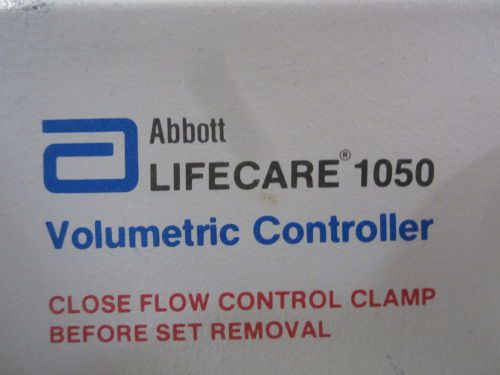 Abbott
LIFECARE® 1050
Volumetric Controller
CLOSE FLOW CONTROL CLAMP
BEFORE SET REMOVAL